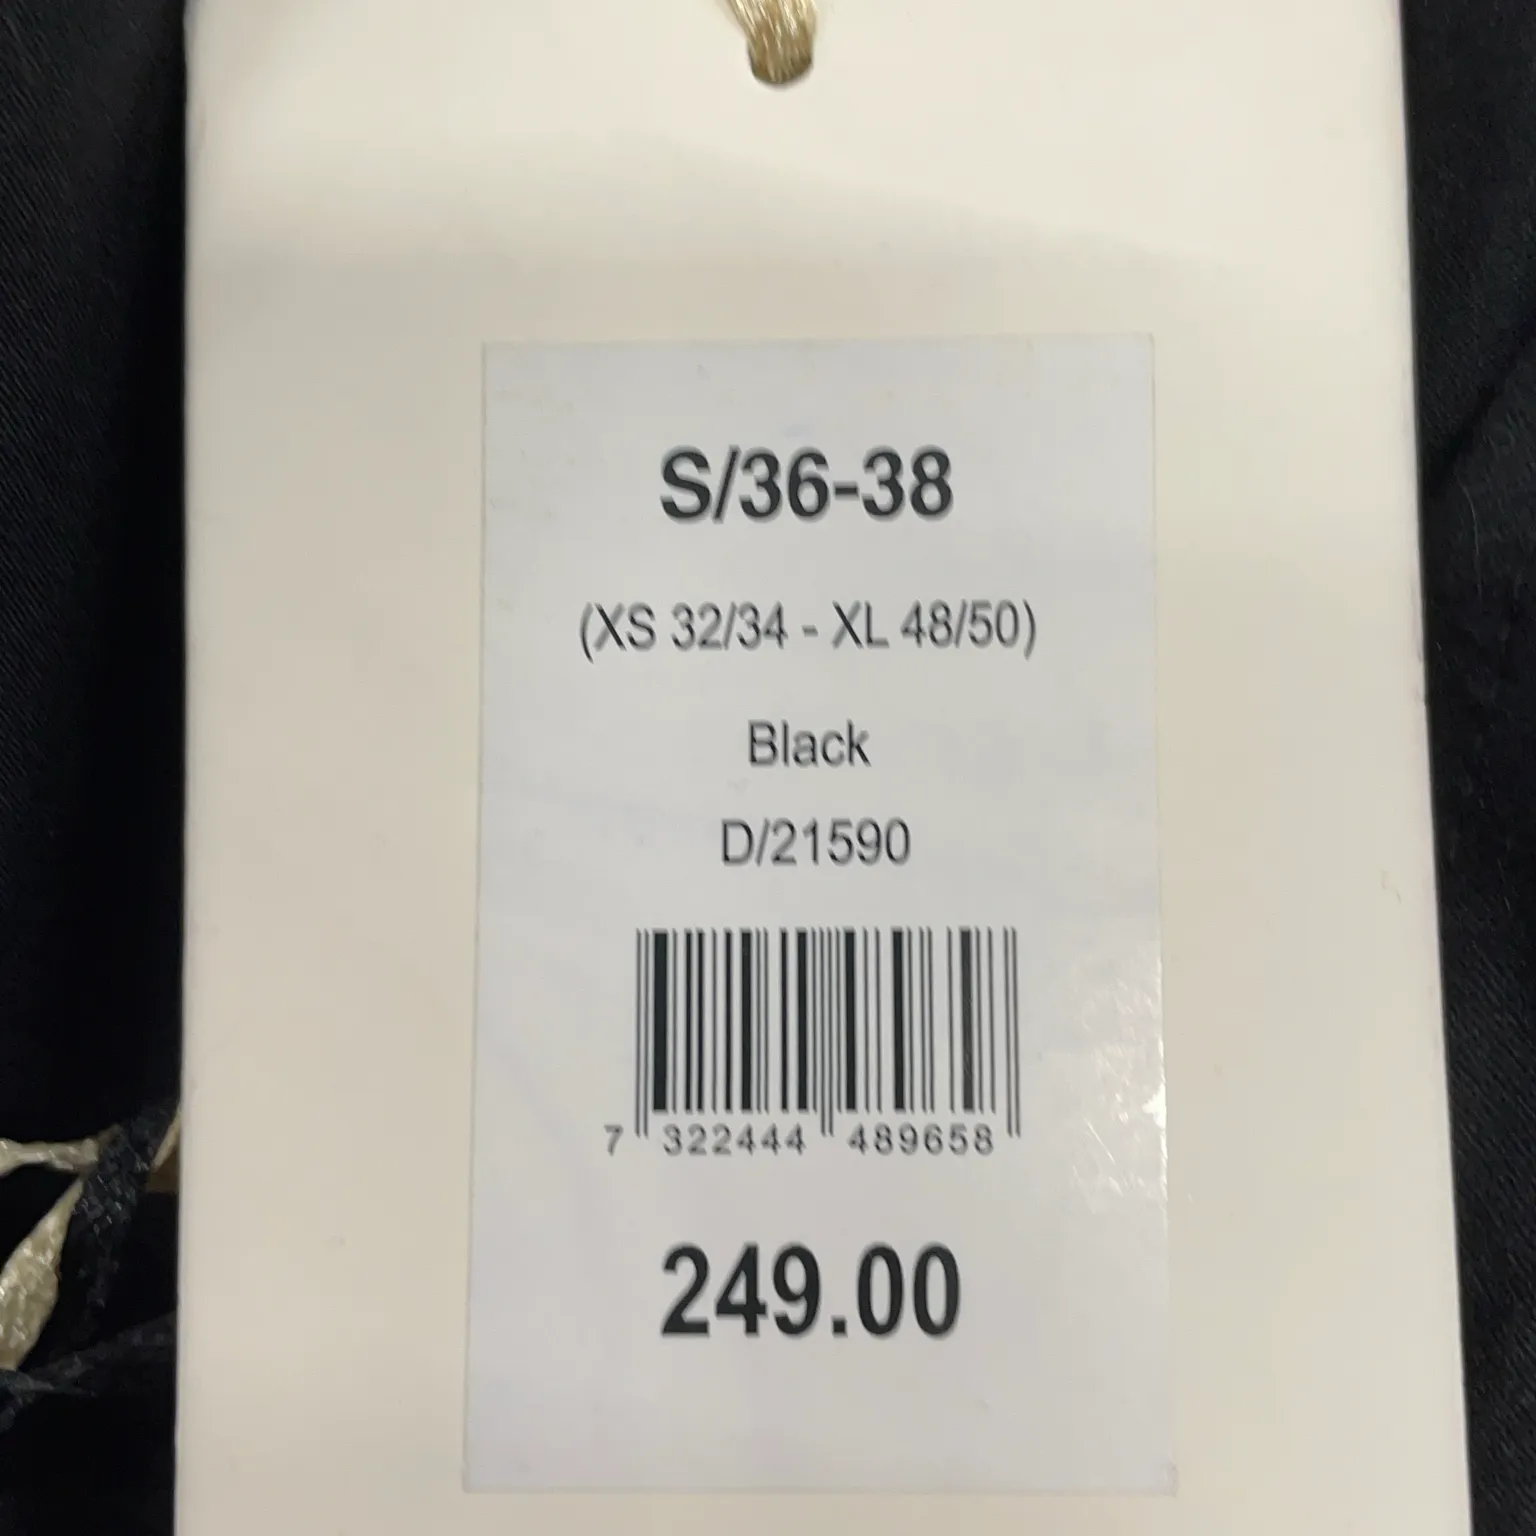 S/36-38
(XS 32/34 - XL 48/50)
Black
D/21590
7 322444 489658
249.00